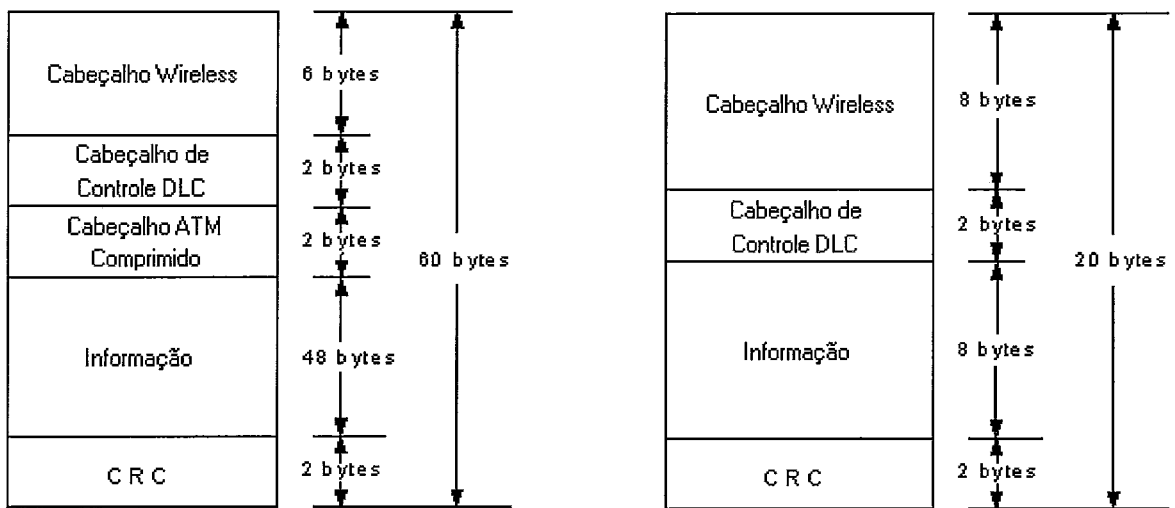 Cabeçalho Wireless
6 bytes
Cabeçalho de
Controle DLC
2 bytes
Cabeçalho ATM
Comprimido
2 bytes
60 bytes
Informação
48 bytes
C R C
2 bytes
Cabeçalho Wireless
8 bytes
Cabeçalho de
Controle DLC
2 bytes
20 bytes
Informação
8 bytes
C R C
2 bytes